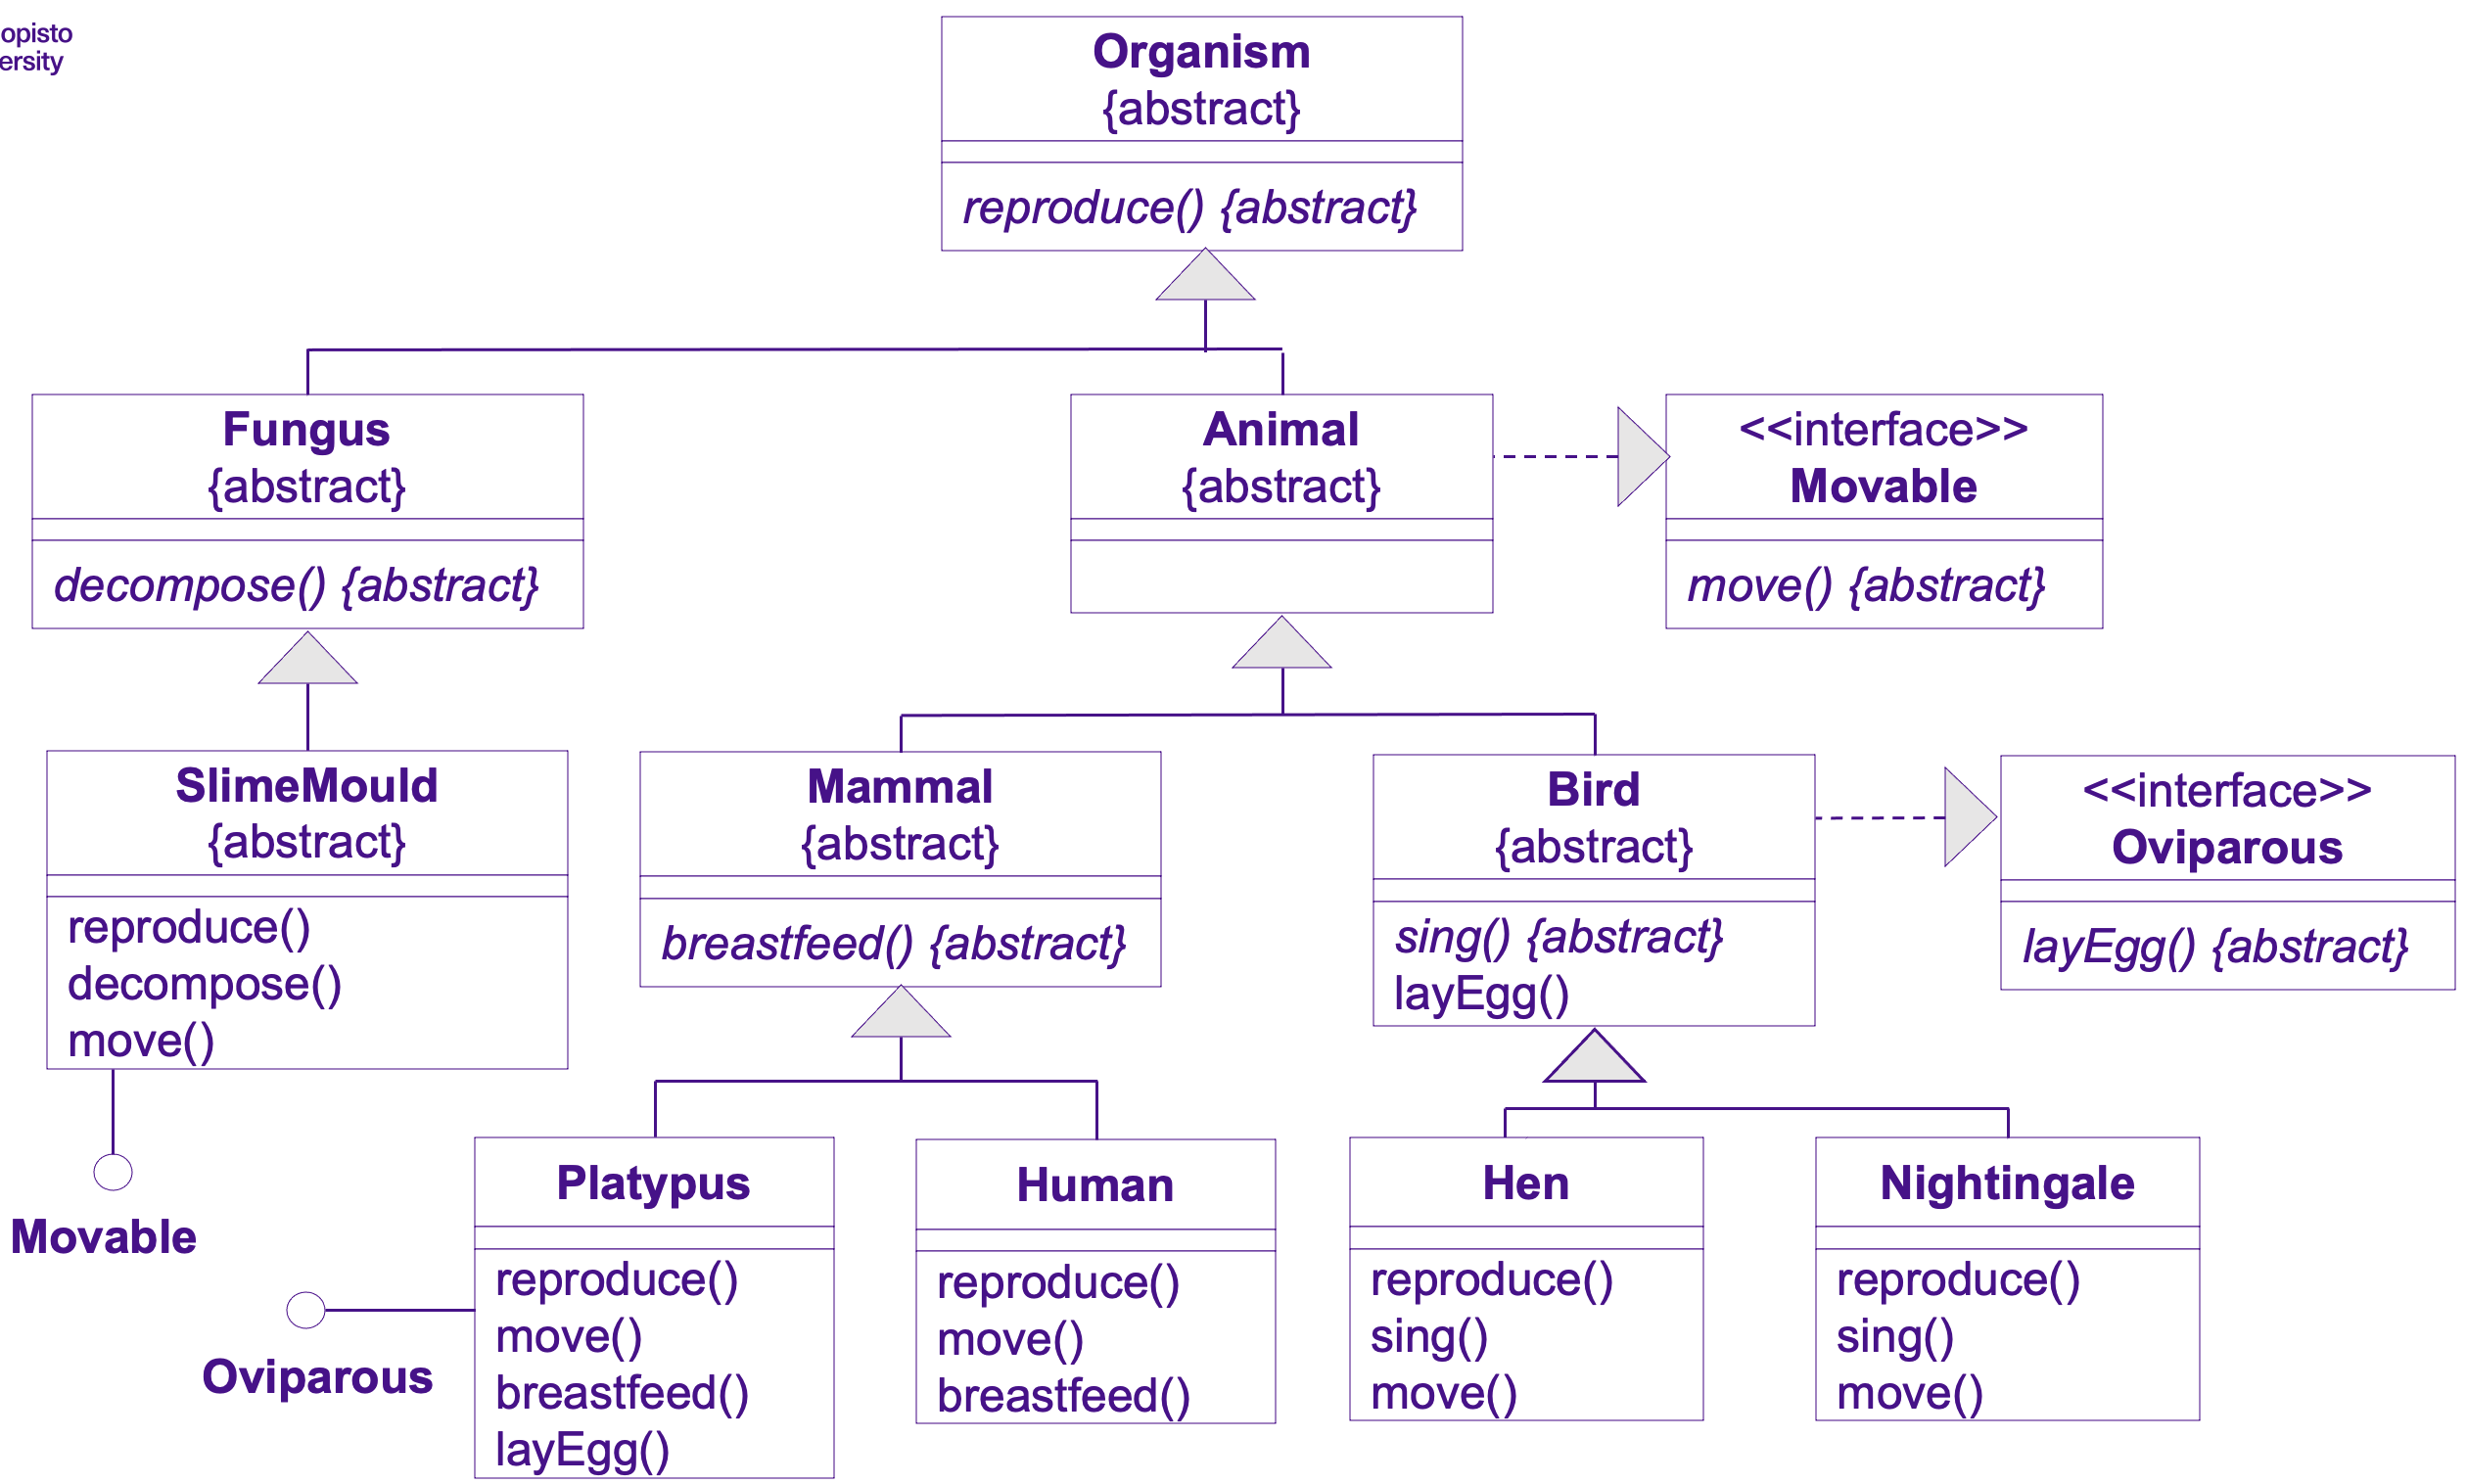 opisto
ersity
Organism
{abstract}
reproduce() {abstract}
Fungus
{abstract}
decompose() {abstract}
Animal
{abstract}
<<interface>>
Movable
move() {abstract}
SlimeMould
{abstract}
reproduce()
decompose()
move()
Mammal
{abstract}
breastfeed() {abstract}
Bird
{abstract}
sing() {abstract}
layEgg()
<<interface>>
Oviparous
layEgg() {abstract}
Movable
Oviparous
Platypus
reproduce()
move()
breastfeed()
layEgg()
Human
reproduce()
move()
breastfeed()
Hen
reproduce()
sing()
move()
Nightingale
reproduce()
sing()
move()